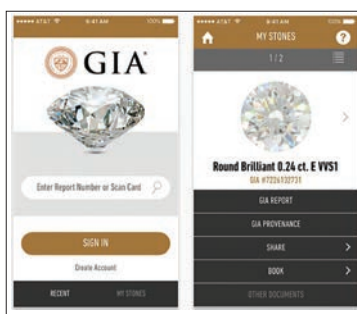 AT&T
9:41 AM
100%
GIA®
Enter Report Number or Scan Card
SIGN IN
Create Account
RECENT
MY STONES
AT&T
9:41 AM
100%
MY STONES
?
1 / 2
Round Brilliant 0.24 ct. E VVS1
GIA REPORT
GIA PROVENANCE
SHARE
BOOK
OTHER DOCUMENTS